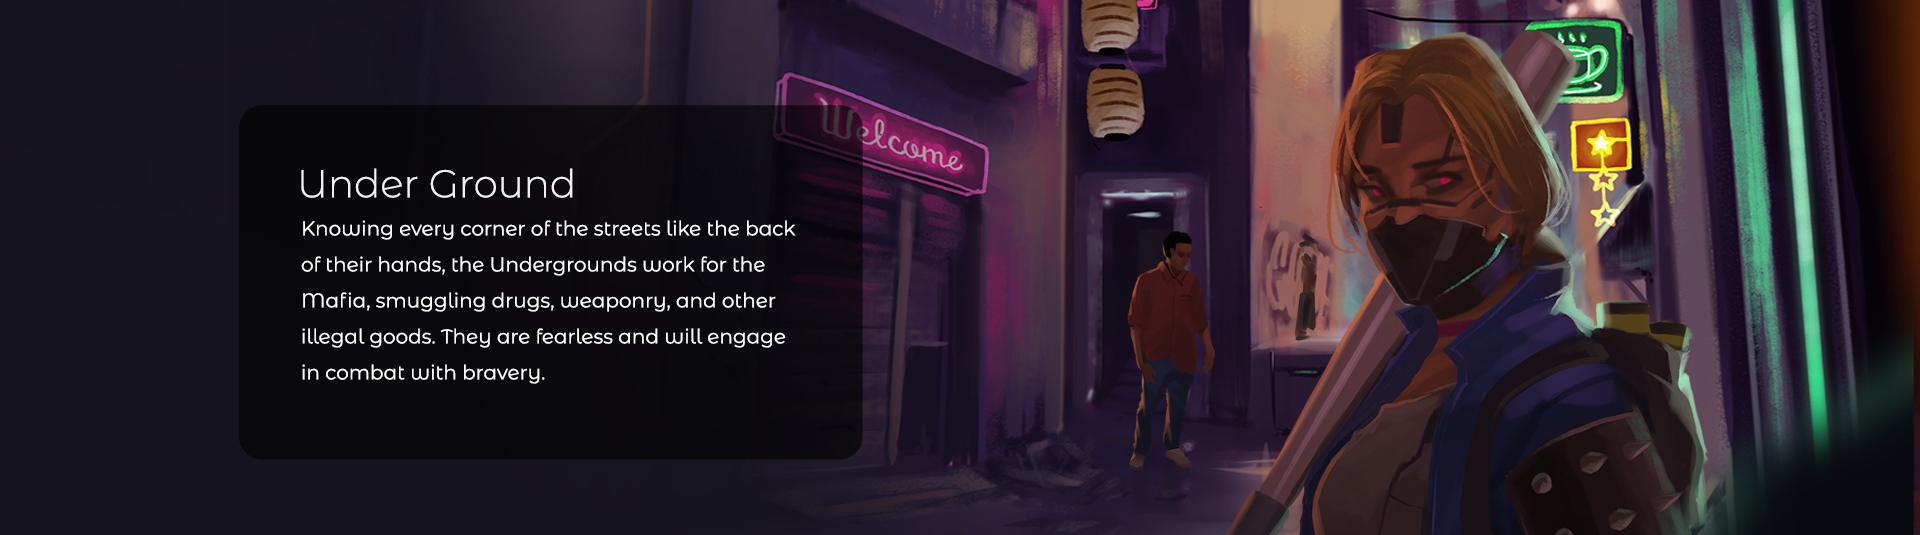 Welcome
Under Ground
Knowing every corner of the streets like the back
of their hands, the Undergrounds work for the
Mafia, smuggling drugs, weaponry, and other
illegal goods. They are fearless and will engage
in combat with bravery.